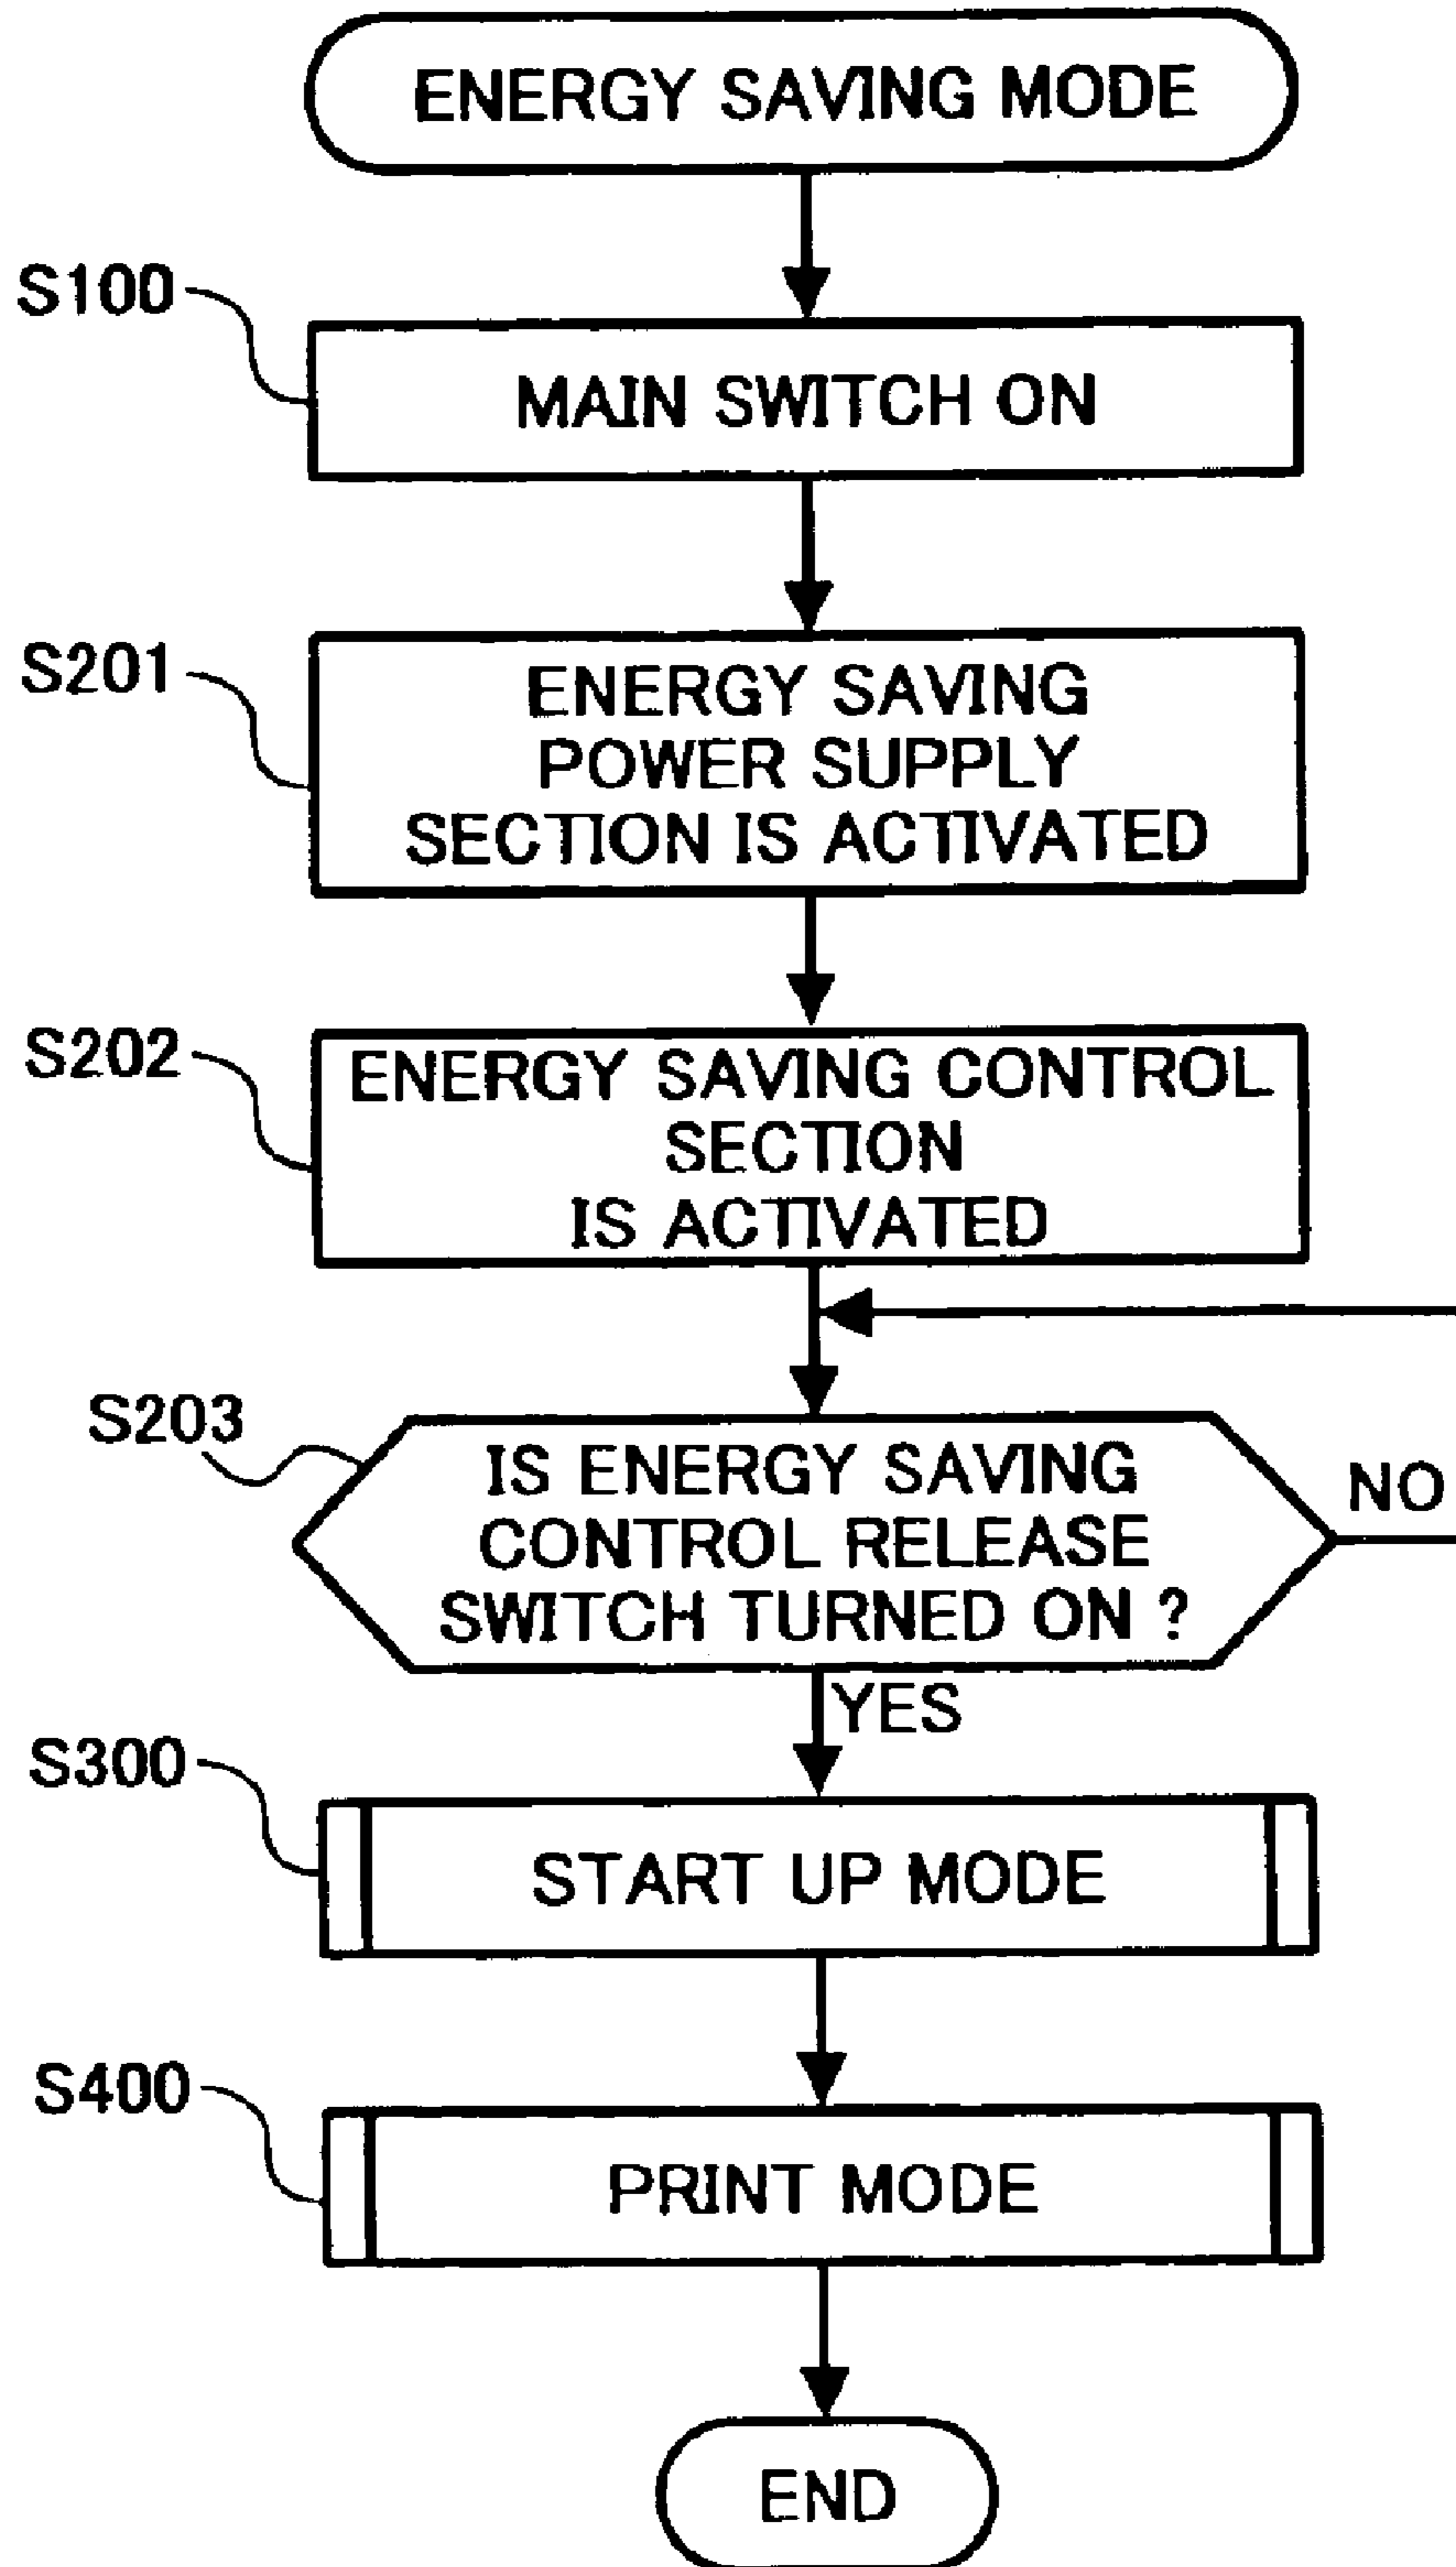 ENERGY SAVING MODE
S100
MAIN SWITCH ON
S201
ENERGY SAVING
POWER SUPPLY
SECTION IS ACTIVATED
S202
ENERGY SAVING CONTROL
SECTION
IS ACTIVATED
S203
IS ENERGY SAVING
CONTROL RELEASE
SWITCH TURNED ON ?
NO
YES
S300
START UP MODE
S400
PRINT MODE
END